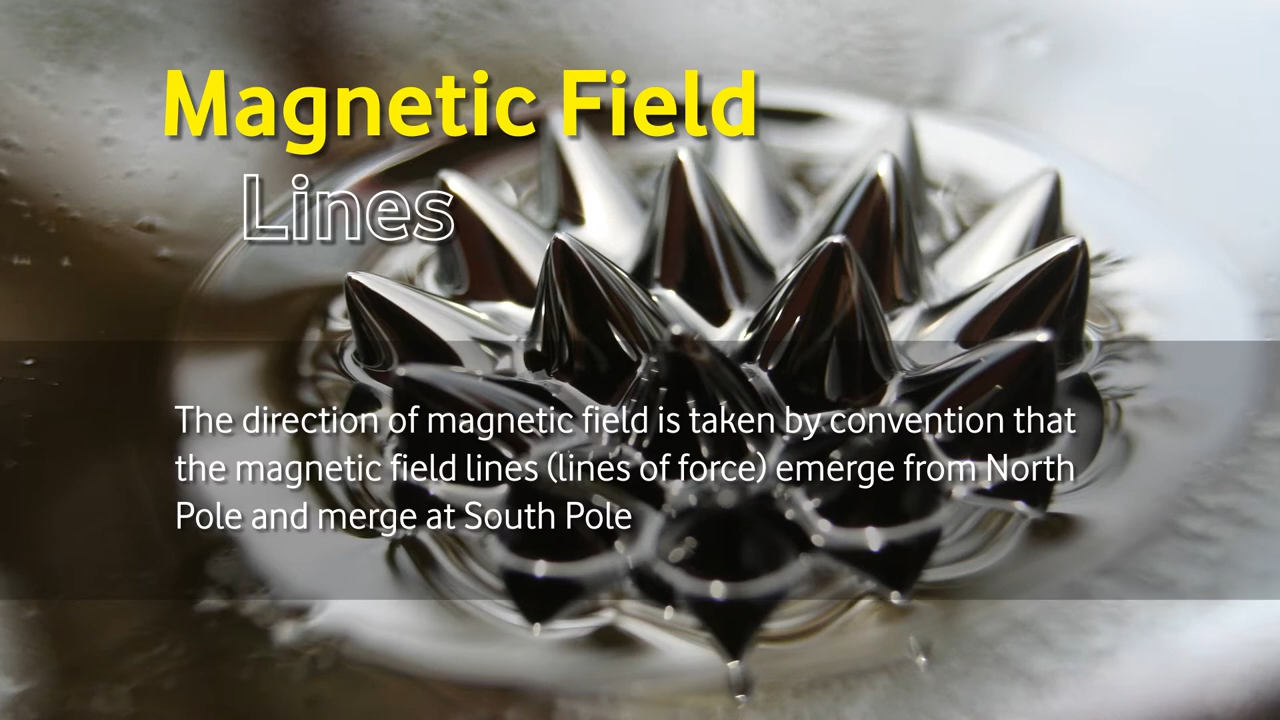 Magnetic Field
Lines
The direction of magnetic field is taken by convention that
the magnetic field lines (lines of force) emerge from North
Pole and merge at South Pole